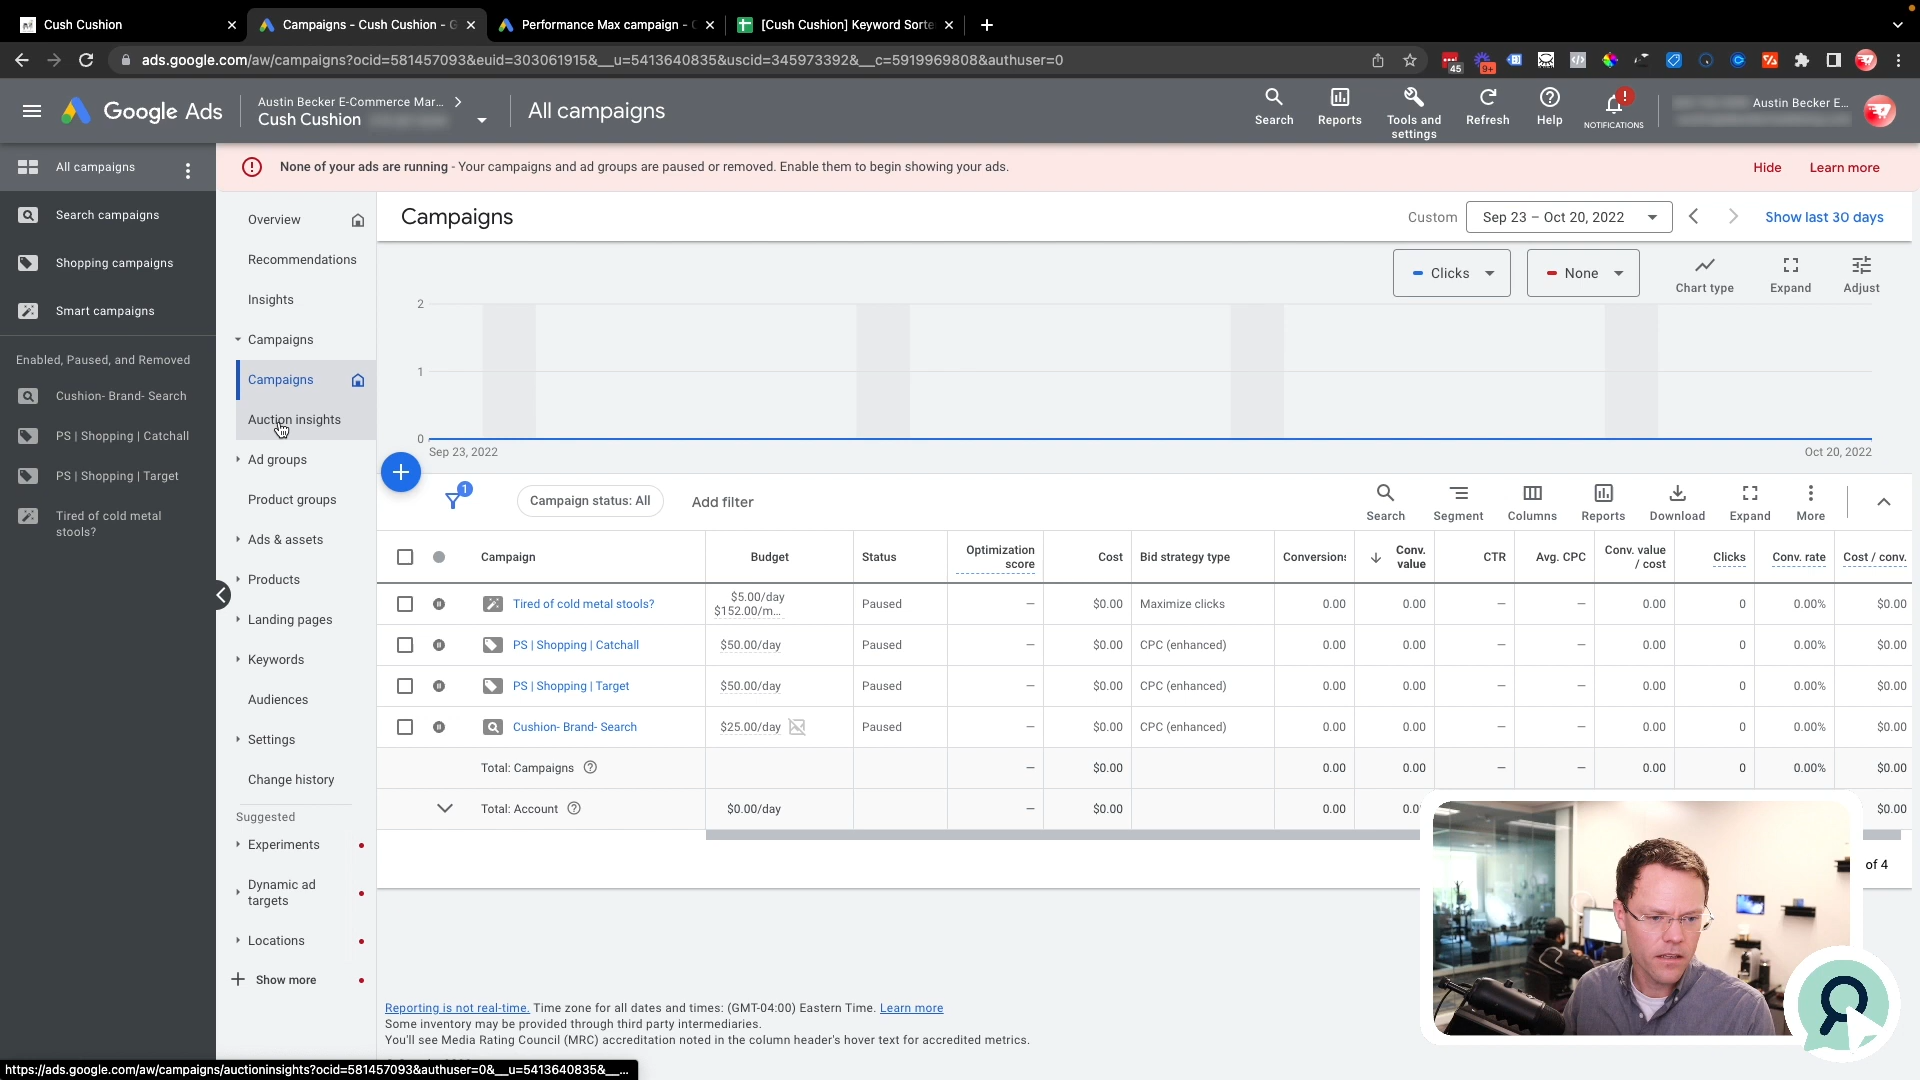 Cush Cushion
Campaigns - Cush Cushion - G
Performance Max campaign - C
[Cush Cushion] Keyword Sorte
ads.google.com/aw/campaigns?ocid=581457093&euid=303061915&__u=5413640835&uscid=345973392&__c=5919969808&authuser=0
45
9+
Google Ads
Austin Becker E-Commerce Mar...
Cush Cushion
All campaigns
Search
Reports
Tools and settings
Refresh
Help
NOTIFICATIONS
Austin Becker E...
All campaigns
Search campaigns
Shopping campaigns
Smart campaigns
Enabled, Paused, and Removed
Cushion- Brand- Search
PS | Shopping | Catchall
PS | Shopping | Target
Tired of cold metal stools?
None of your ads are running - Your campaigns and ad groups are paused or removed. Enable them to begin showing your ads.
Hide
Learn more
Overview
Recommendations
Insights
Campaigns
Campaigns
Auction insights
Ad groups
Product groups
Ads & assets
Products
Landing pages
Keywords
Audiences
Settings
Change history
Suggested
Experiments
Dynamic ad targets
Locations
Show more
Campaigns
Custom
Sep 23 – Oct 20, 2022
Show last 30 days
Clicks
None
Chart type
Expand
Adjust
2
1
0
Sep 23, 2022
Oct 20, 2022
1
Campaign status: All
Add filter
Search
Segment
Columns
Reports
Download
Expand
More
Campaign Budget Status Optimization score Cost Bid strategy type Conversions Conv. value CTR Avg. CPC Conv. value / cost Clicks Conv. rate Cost / conv.
Tired of cold metal stools? $5.00/day $152.00/m... Paused – $0.00 Maximize clicks 0.00 0.00 – – 0.00 0 0.00% $0.00
PS | Shopping | Catchall $50.00/day Paused – $0.00 CPC (enhanced) 0.00 0.00 – – 0.00 0 0.00% $0.00
PS | Shopping | Target $50.00/day Paused – $0.00 CPC (enhanced) 0.00 0.00 – – 0.00 0 0.00% $0.00
Cushion- Brand- Search $25.00/day Paused – $0.00 CPC (enhanced) 0.00 0.00 – – 0.00 0 0.00% $0.00
Total: Campaigns – $0.00 0.00 0.00 – – 0.00 0 0.00% $0.00
Total: Account $0.00/day – $0.00 0.00 0.0 $0.00
of 4
Reporting is not real-time. Time zone for all dates and times: (GMT-04:00) Eastern Time. Learn more
Some inventory may be provided through third party intermediaries.
You'll see Media Rating Council (MRC) accreditation noted in the column header's hover text for accredited metrics.
https://ads.google.com/aw/campaigns/auctioninsights?ocid=581457093&authuser=0&__u=5413640835&__...